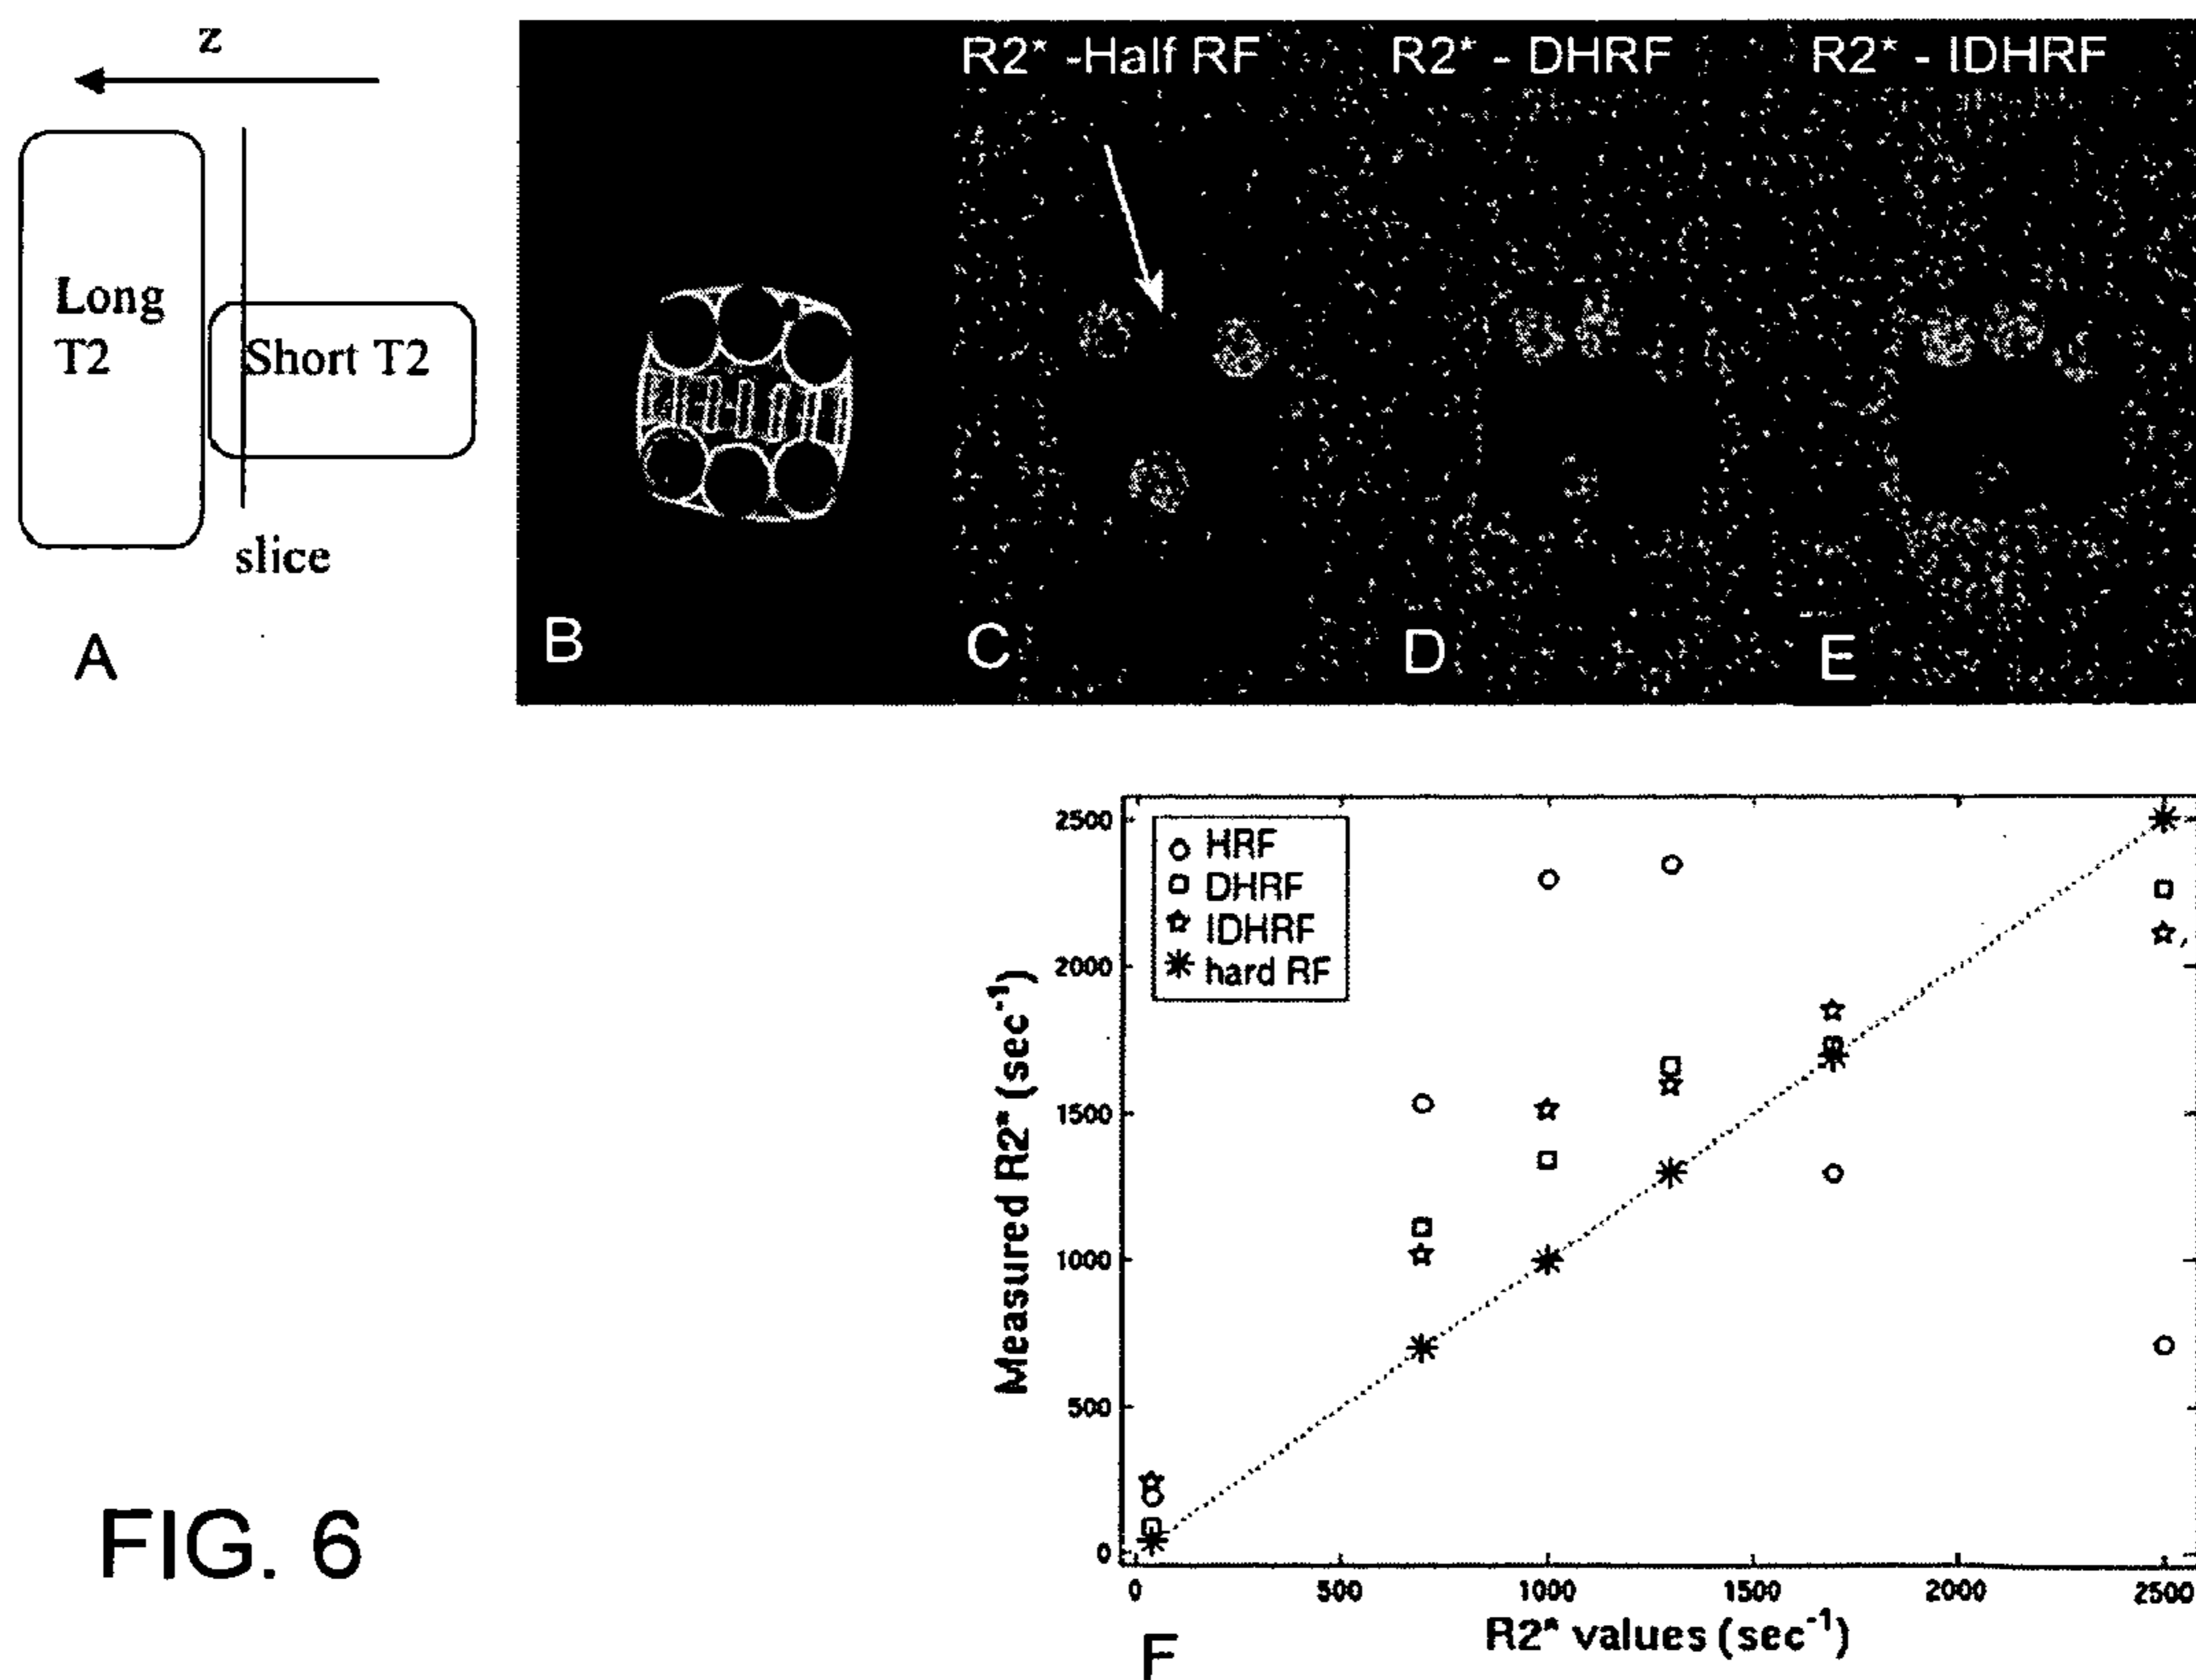 z
Long
T2
Short T2
slice
A
B
R2* -Half RF
C
R2* - DHRF
D
R2* - IDHRF
E
HRF
DHRF
IDHRF
hard RF
Measured R2* (sec-1)
2500
2000
1500
1000
500
0
0 500 1000 1500 2000 2500
R2* values (sec-1)
F
FIG. 6